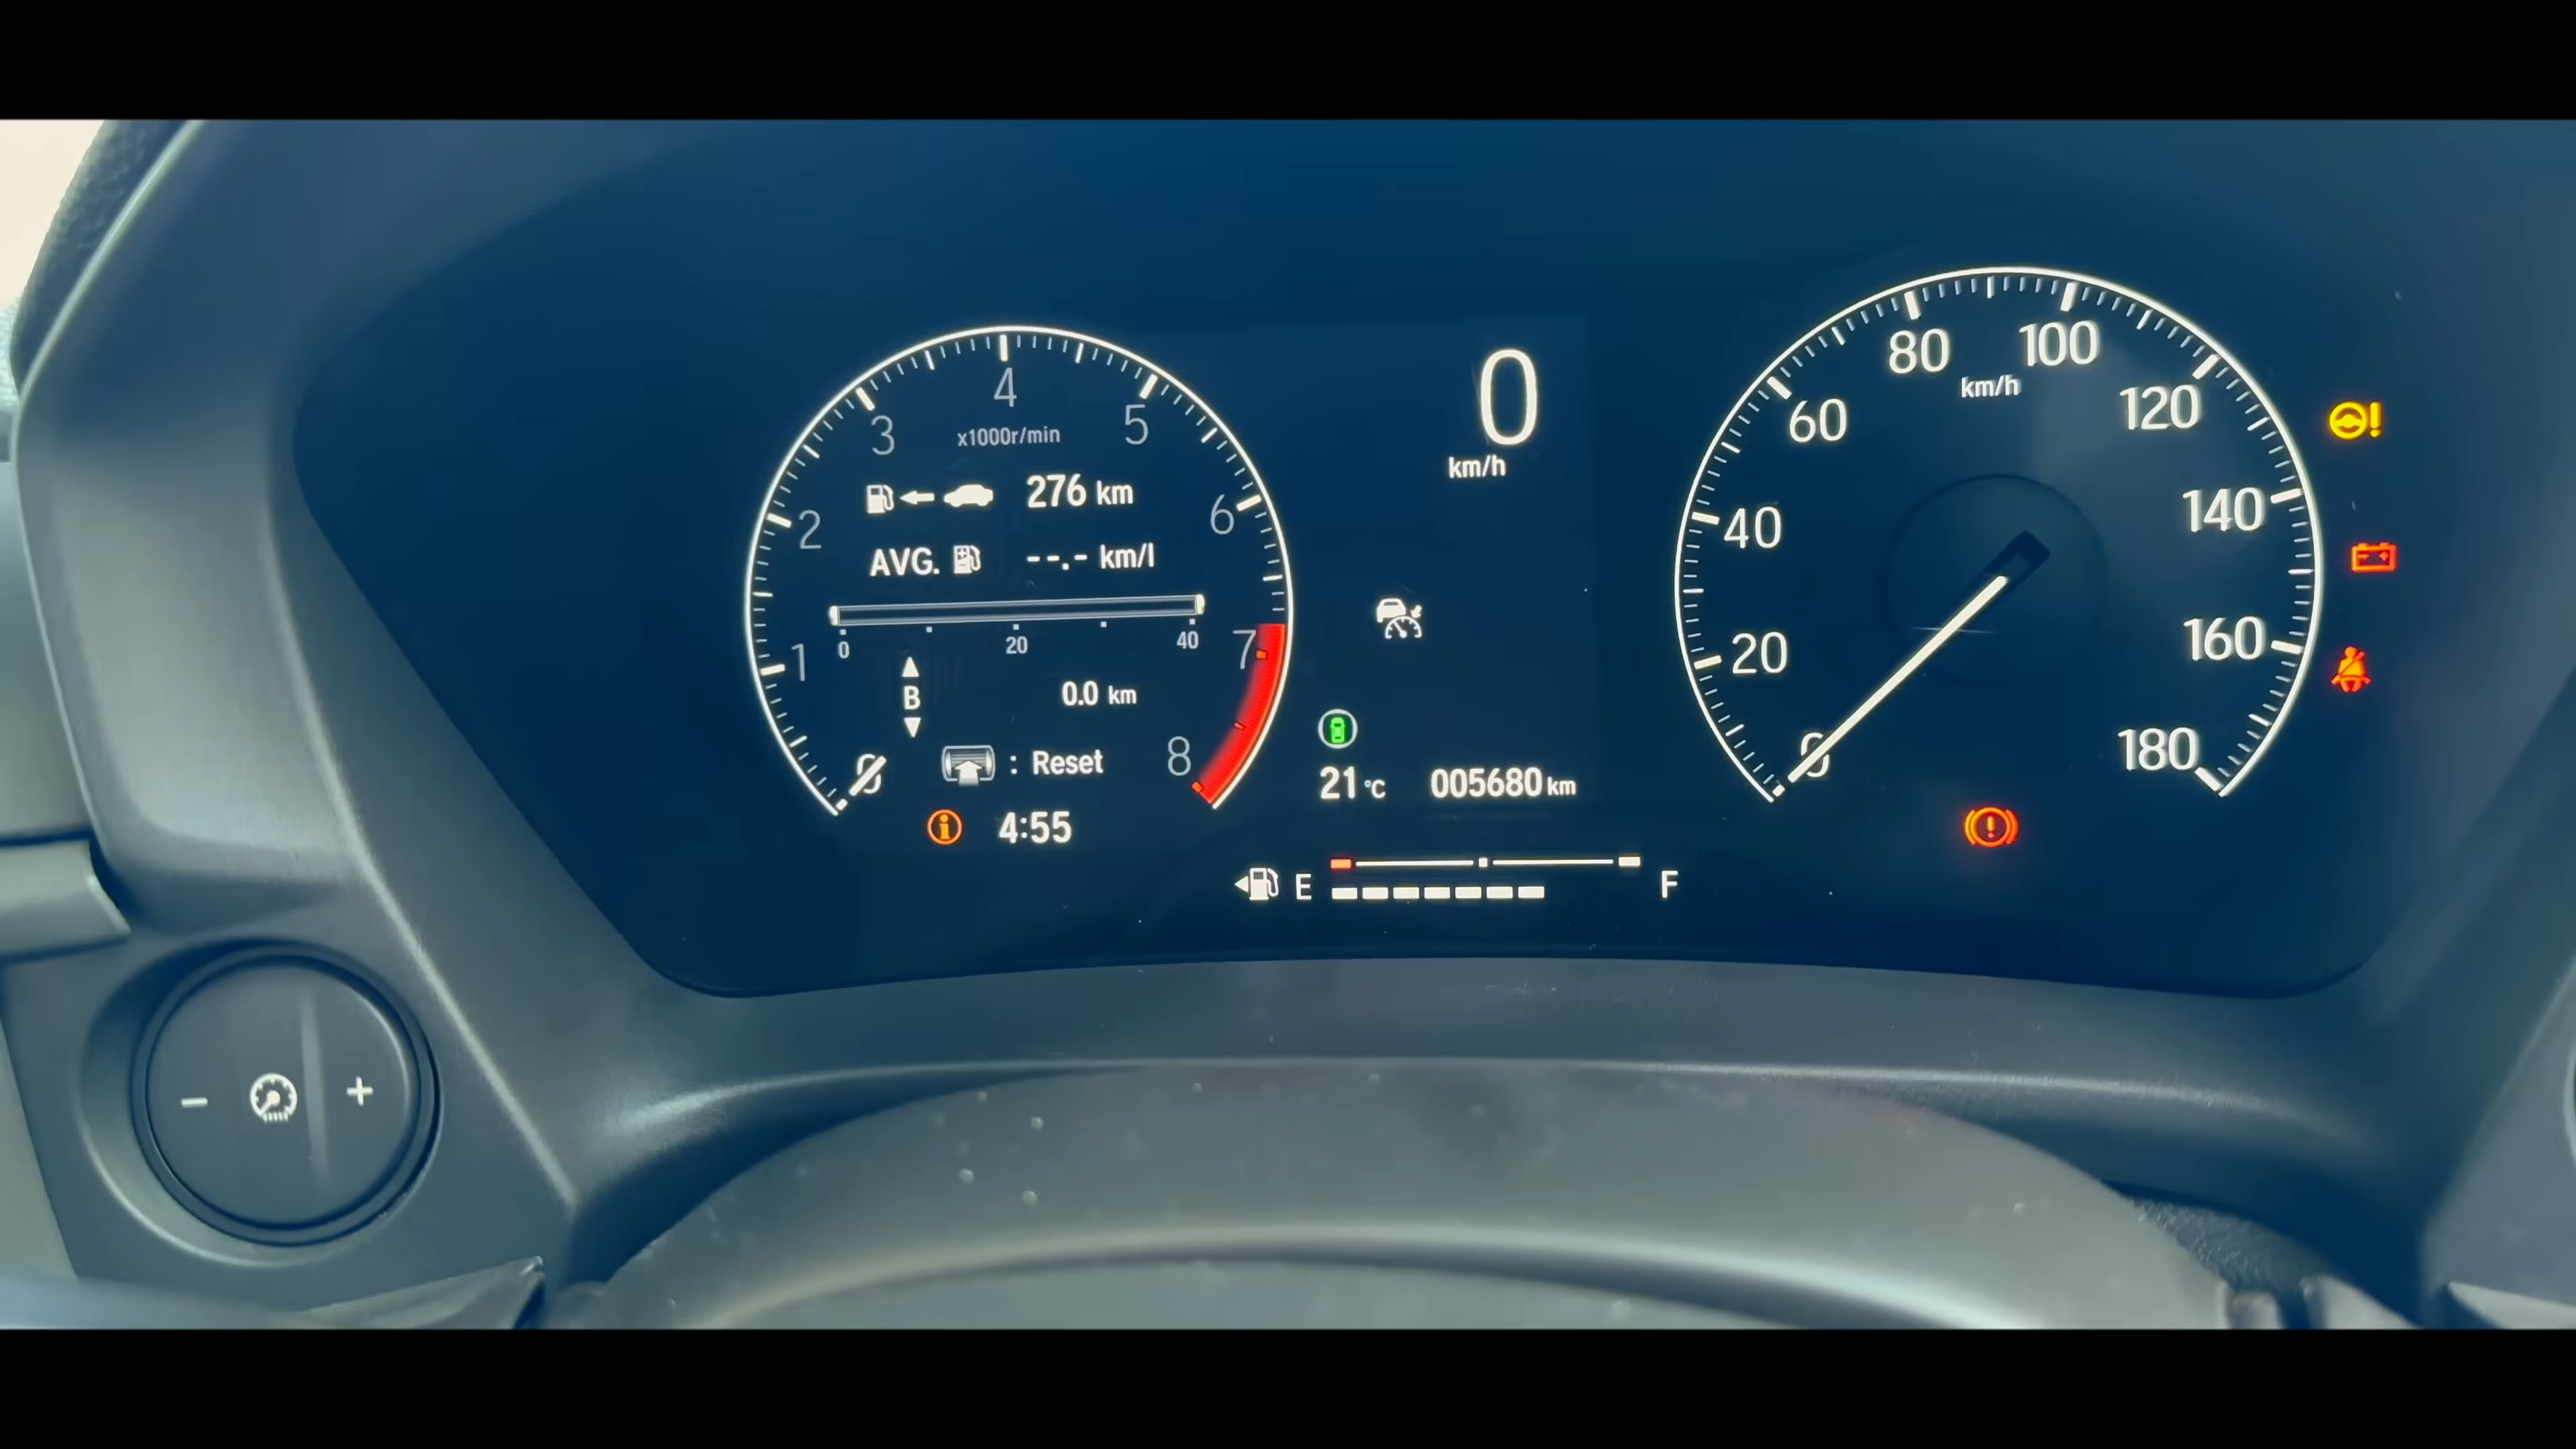 4
3
5
x1000r/min
2
276 km
6
AVG. --.- km/l
0 20 40
1
7
B
0.0 km
: Reset
0
8
4:55
0
km/h
21°C 005680 km
E F
80 100
km/h
60 120
40 140
20 160
0 180
- +